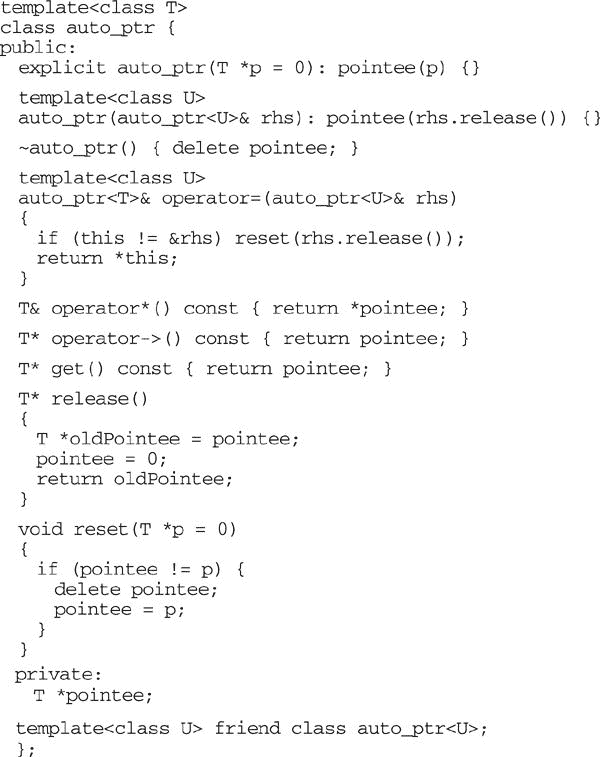 template<class T>
class auto_ptr {
public:
explicit auto_ptr(T *p = 0): pointee(p) {}
template<class U>
auto_ptr(auto_ptr<U>& rhs): pointee(rhs.release()) {}
~auto_ptr() { delete pointee; }
template<class U>
auto_ptr<T>& operator=(auto_ptr<U>& rhs)
{
if (this != &rhs) reset(rhs.release());
return *this;
}
T& operator*() const { return *pointee; }
T* operator->() const { return pointee; }
T* get() const { return pointee; }
T* release()
{
T *oldPointee = pointee;
pointee = 0;
return oldPointee;
}
void reset(T *p = 0)
{
if (pointee != p) {
delete pointee;
pointee = p;
}
}
private:
T *pointee;
template<class U> friend class auto_ptr<U>;
};